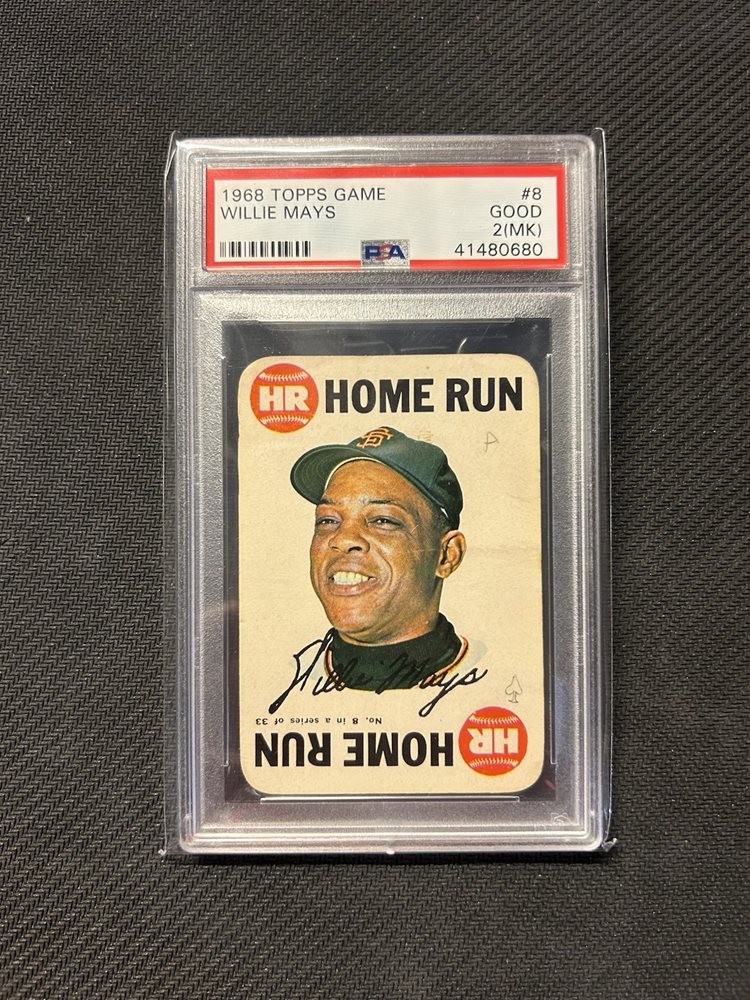 1968 TOPPS GAME #8
WILLIE MAYS GOOD
2(MK)
PSA 41480680
HR HOME RUN
SF
A
Willie Mays
No. 8 in a series of 33
HOME RUN HR